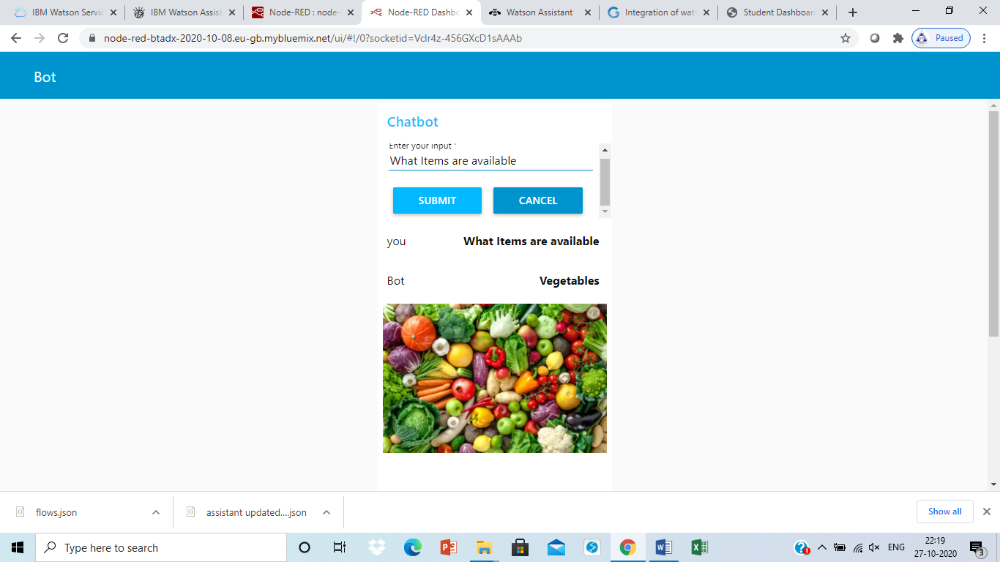 IBM Watson Servic
IBM Watson Assist
Node-RED : node-
Node-RED Dashbo
Watson Assistant
Integration of wat
Student Dashboar
node-red-btadx-2020-10-08.eu-gb.mybluemix.net/ui/#!/0?socketid=Vclr4z-456GXcD1sAAAb
Paused
Bot
Chatbot
Enter your input *
What Items are available
SUBMIT CANCEL
you What Items are available
Bot Vegetables
flows.json
assistant updated....json
Show all
Type here to search
ENG
22:19
27-10-2020
3